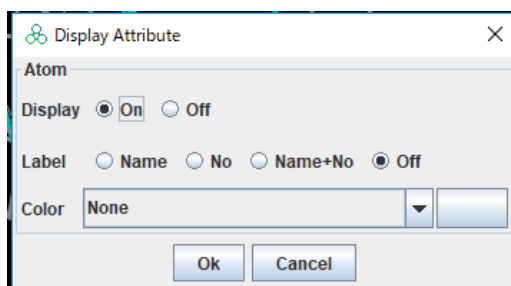 Display Attribute
Atom
Display On Off
Label Name No Name+No Off
Color None
Ok Cancel